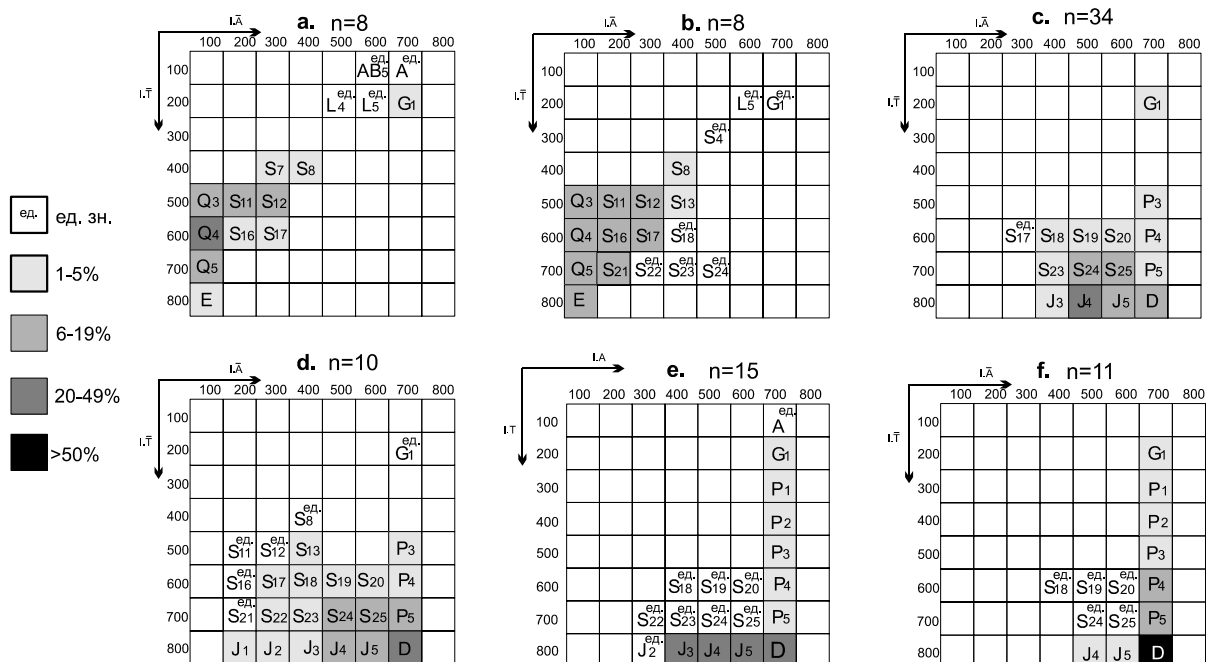 a. n=8
I.Ā
100 200 300 400 500 600 700 800
I.T̄
100 AB5 ед. A ед.
200 L4 ед. L5 ед. G1
300
400 S7 S8
500 Q3 S11 S12
600 Q4 S16 S17
700 Q5
800 E
b. n=8
I.Ā
100 200 300 400 500 600 700 800
I.T̄
100
200 L5 ед. G1 ед.
300 S4 ед.
400 S8
500 Q3 S11 S12 S13
600 Q4 S16 S17 S18 ед.
700 Q5 S21 S22 ед. S23 ед. S24 ед.
800 E
c. n=34
100 200 300 400 500 600 700 800
100
200 G1
300
400
500 P3
600 S17 ед. S18 S19 S20 P4
700 S23 S24 S25 P5
800 J3 J4 J5 D
ед. ед. зн.
1-5%
6-19%
20-49%
>50%
d. n=10
I.Ā
100 200 300 400 500 600 700 800
I.T̄
100
200 G1 ед.
300
400 S8 ед.
500 S11 ед. S12 ед. S13 P3
600 S16 ед. S17 S18 S19 S20 P4
700 S21 ед. S22 S23 S24 S25 P5
800 J1 J2 J3 J4 J5 D
e. n=15
I.A
100 200 300 400 500 600 700 800
I.T
100 A ед.
200 G1
300 P1
400 P2
500 P3
600 S18 ед. S19 ед. S20 ед. P4
700 S22 ед. S23 ед. S24 ед. S25 ед. P5
800 J2 ед. J3 J4 J5 D
f. n=11
I.Ā
100 200 300 400 500 600 700 800
I.T̄
100
200 G1
300 P1
400 P2
500 P3
600 S18 ед. S19 ед. S20 ед. P4
700 S24 ед. S25 ед. P5
800 J4 J5 D